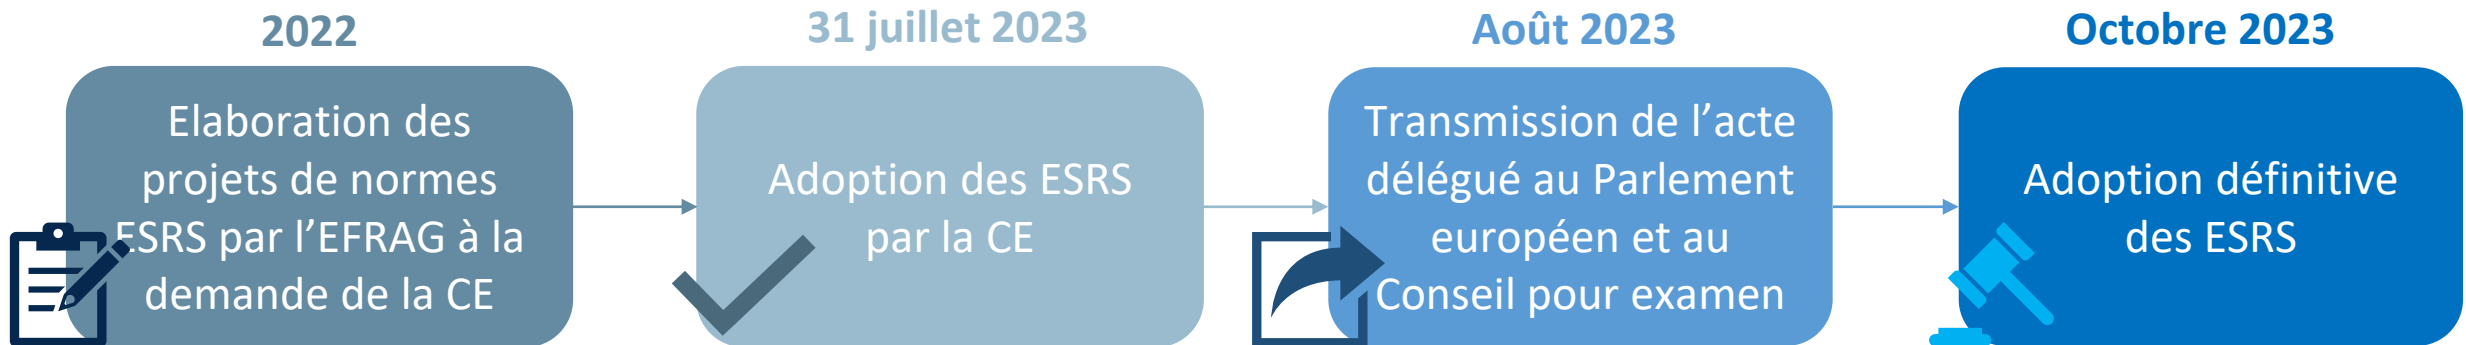 2022
Elaboration des
projets de normes
ESRS par l’EFRAG à la
demande de la CE
31 juillet 2023
Adoption des ESRS
par la CE
Août 2023
Transmission de l’acte
délégué au Parlement
européen et au
Conseil pour examen
Octobre 2023
Adoption définitive
des ESRS